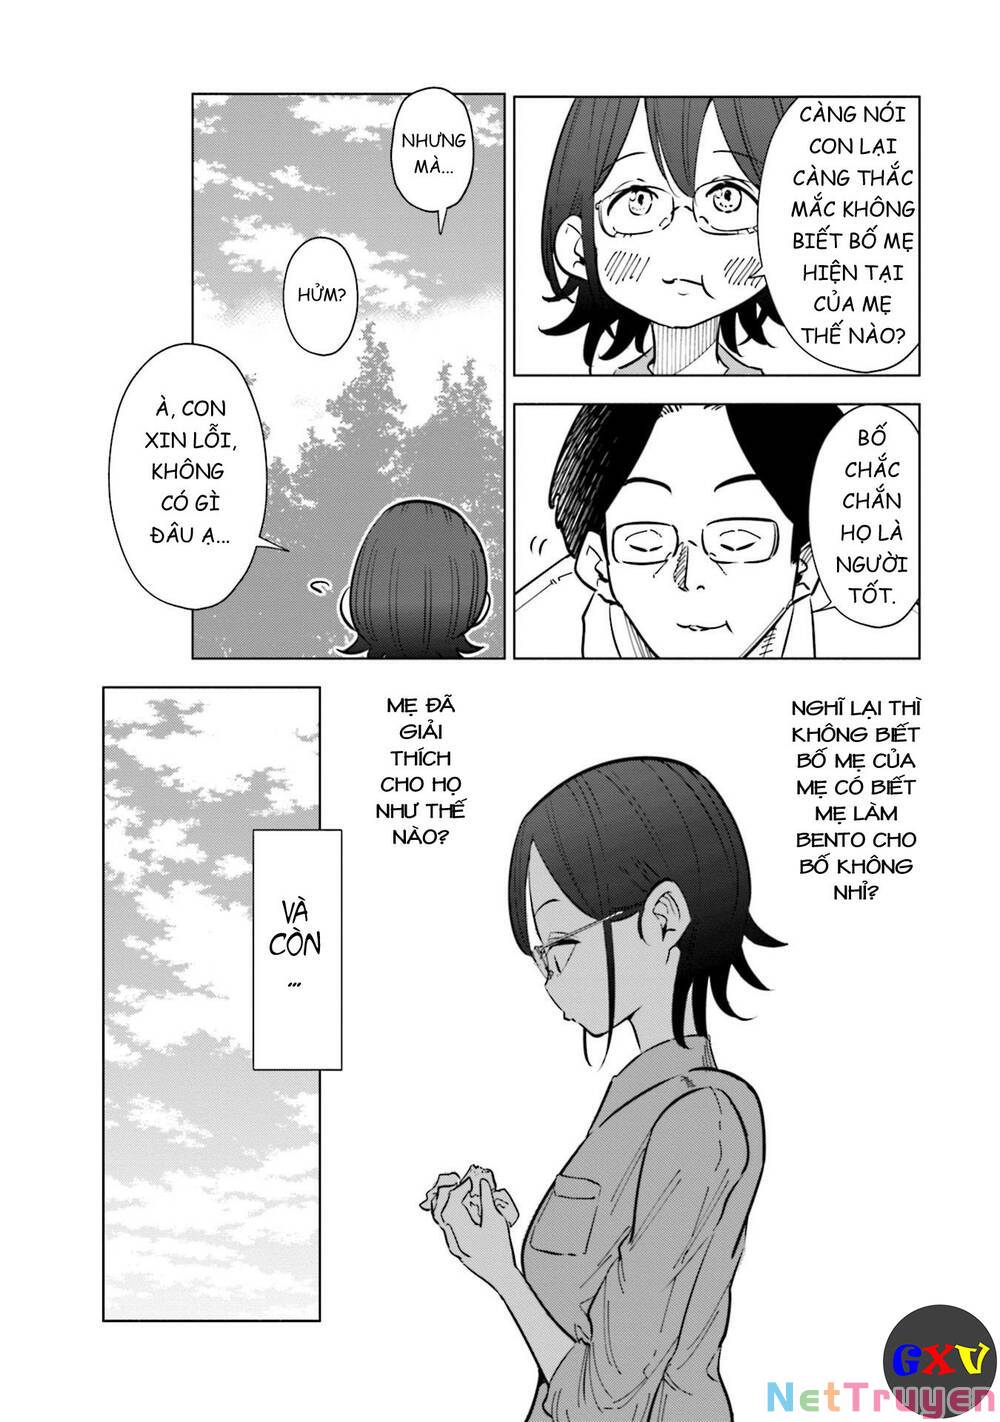 CÀNG NÓI
CON LẠI
CÀNG THẮC
MẮC KHÔNG
BIẾT BỐ MẸ
HIỆN TẠI
CỦA MẸ
THẾ NÀO?
BỐ
CHẮC
CHẮN
HỌ LÀ
NGƯỜI
TỐT.
NHƯNG
MÀ...
HỬM?
À, CON
XIN LỖI,
KHÔNG
CÓ GÌ
ĐÂU Ạ...
NGHĨ LẠI THÌ
KHÔNG BIẾT
BỐ MẸ CỦA
MẸ CÓ BIẾT
MẸ LÀM
BENTO CHO
BỐ KHÔNG
NHỈ?
MẸ ĐÃ
GIẢI
THÍCH
CHO HỌ
NHƯ THẾ
NÀO?
VÀ
CÒN
...
GXV
NetTruyen